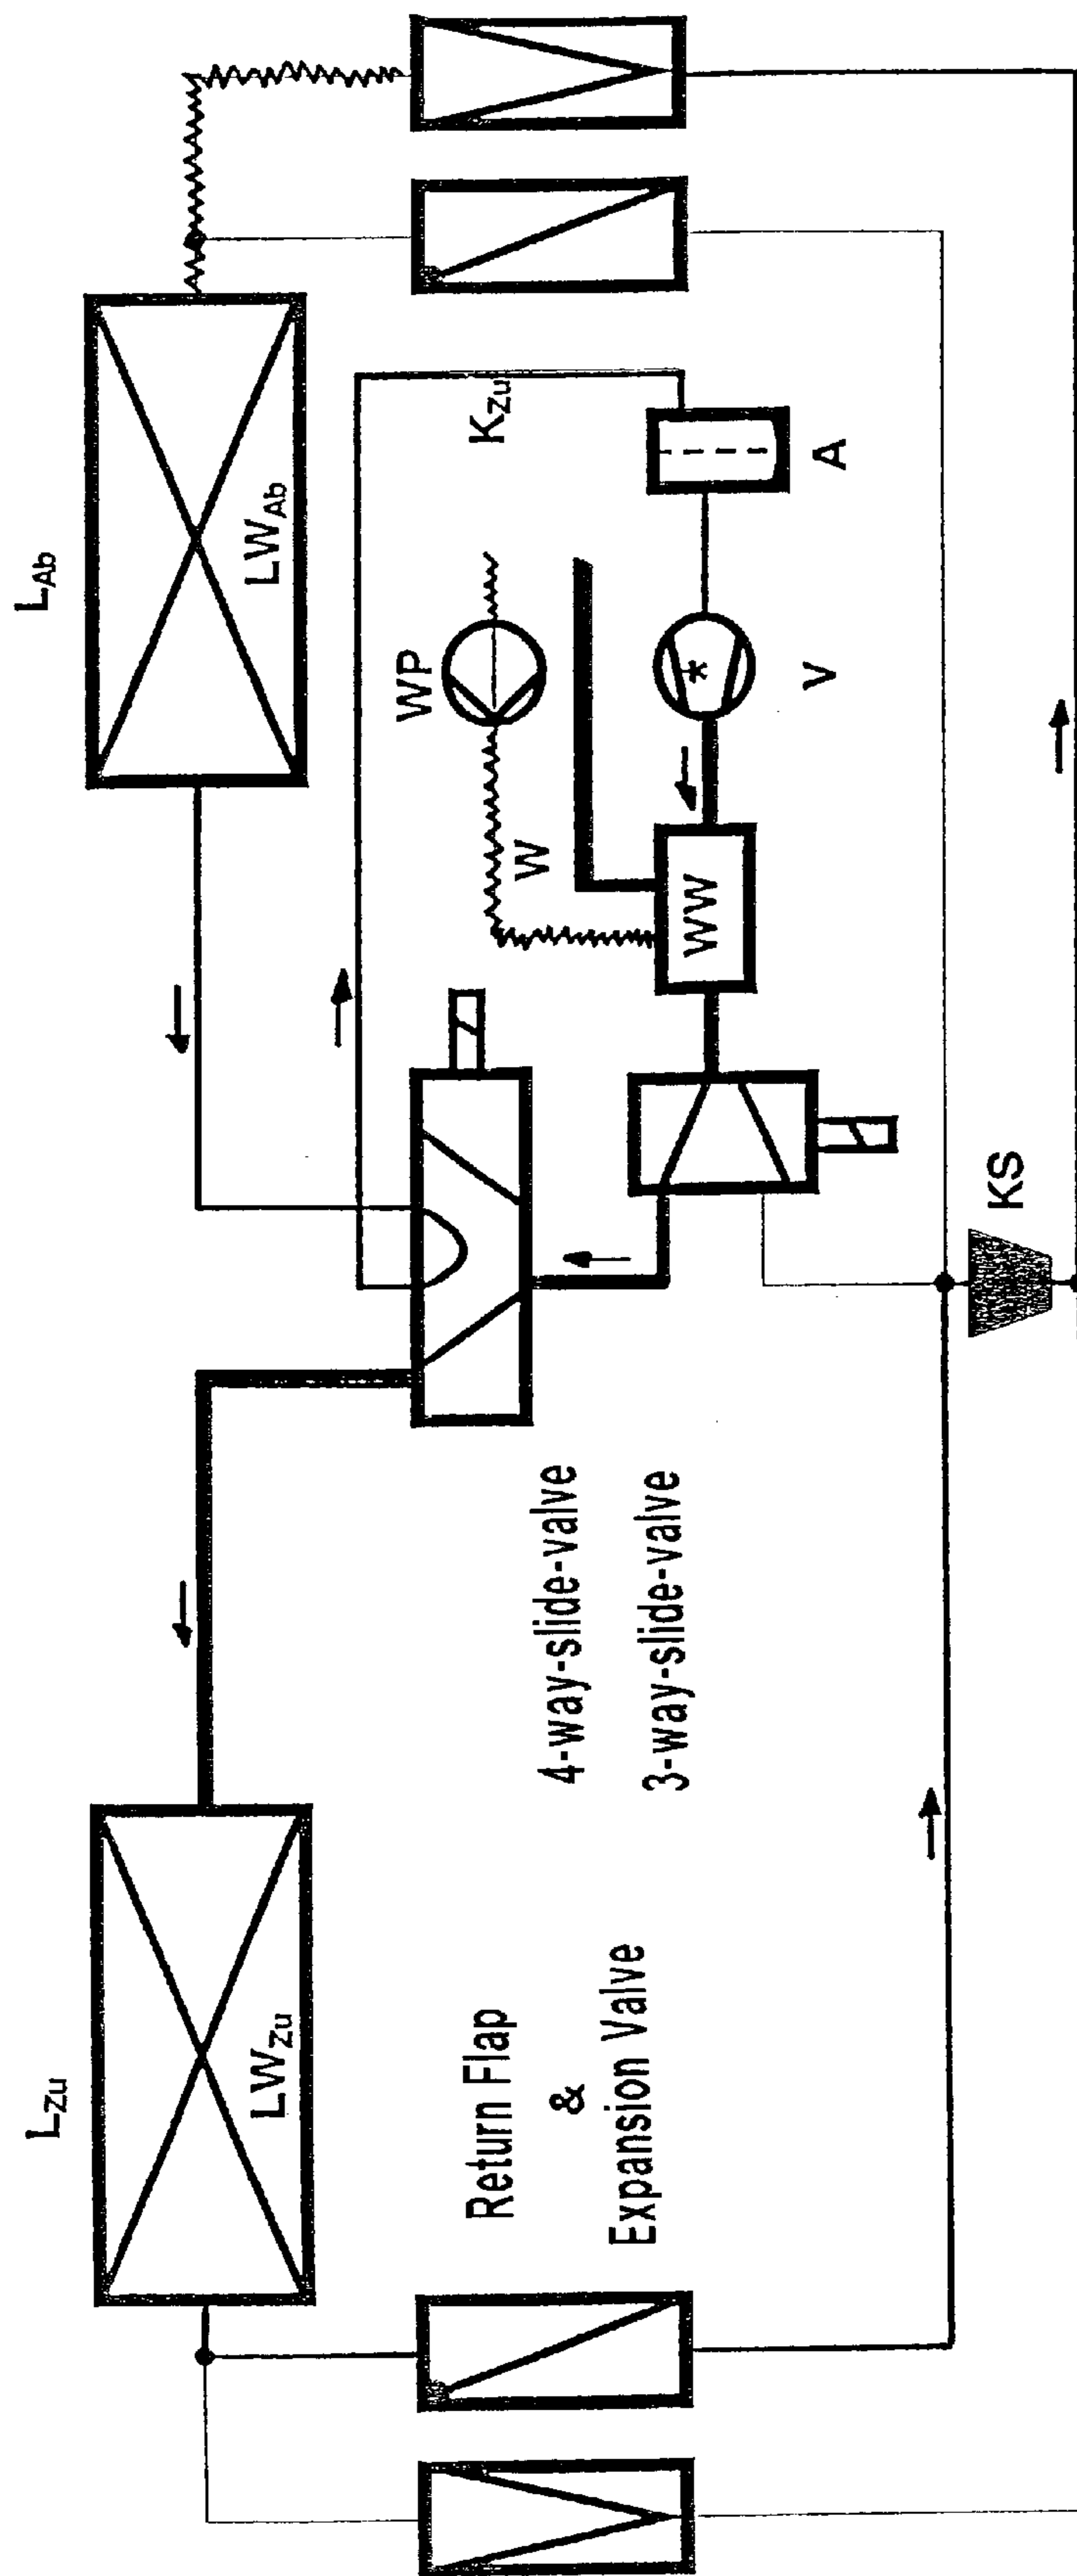 L_Zu
LW_Zu
L_Ab
LW_Ab
Return Flap
&
Expansion Valve
4-way-slide-valve
3-way-slide-valve
WP
W
K_Zu
WW
V
*
A
KS